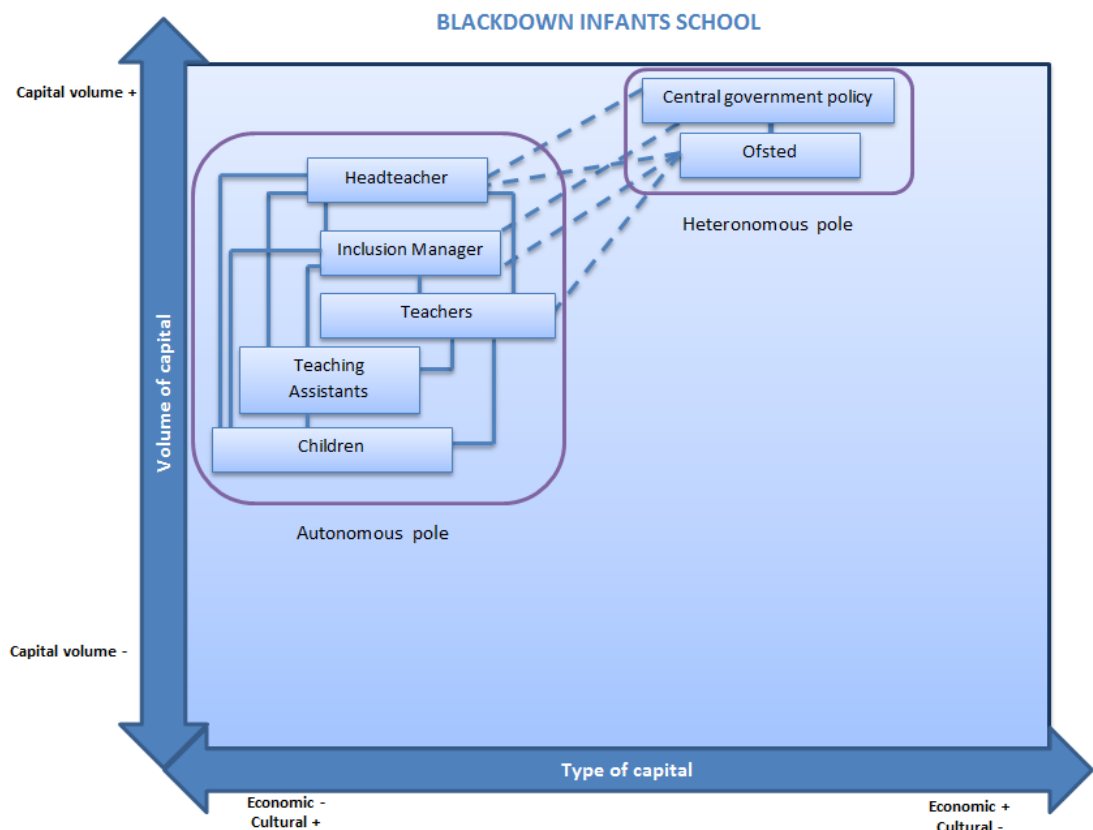 BLACKDOWN INFANTS SCHOOL
Capital volume +
Central government policy
Ofsted
Headteacher
Heteronomous pole
Inclusion Manager
Teachers
Teaching
Assistants
Children
Volume of capital
Autonomous pole
Capital volume -
Type of capital
Economic -
Cultural +
Economic +
Cultural -